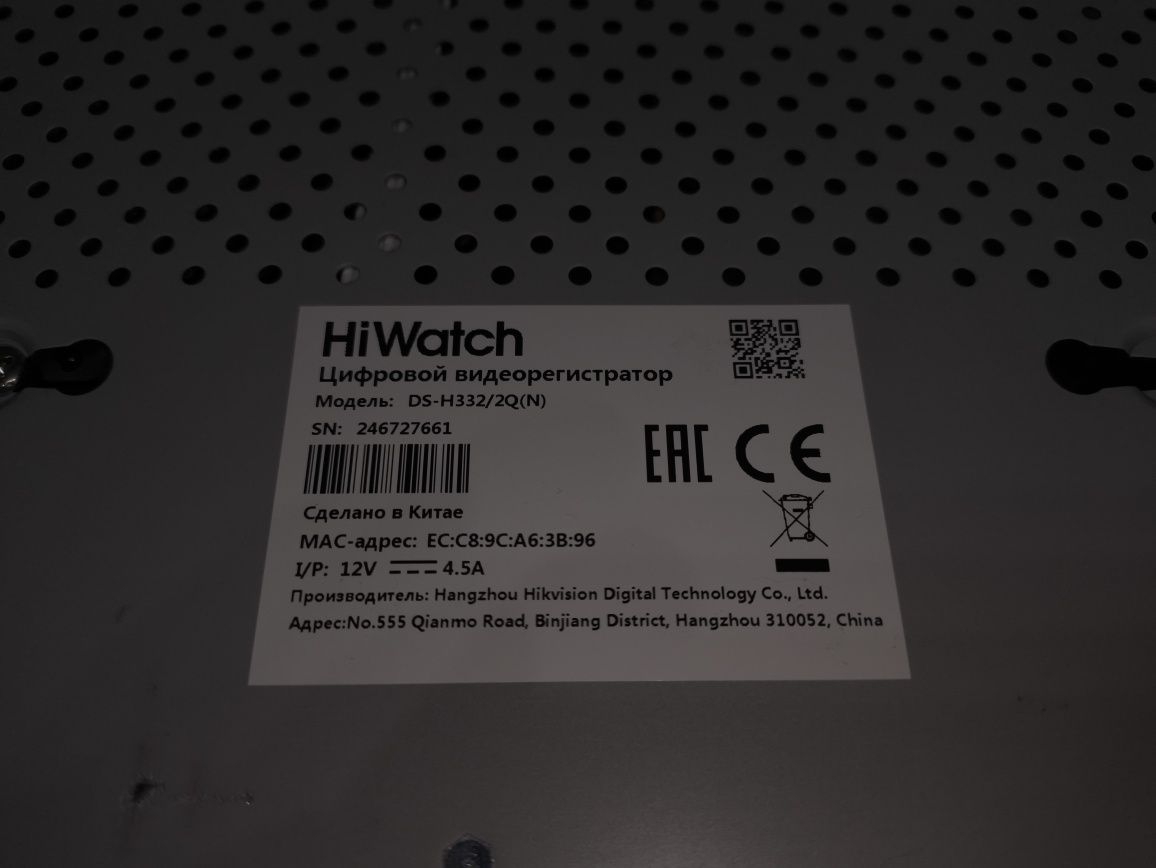 HiWatch
Цифровой видеорегистратор
Модель: DS-H332/2Q(N)
SN: 246727661
EAC CE
Сделано в Китае
MAC-адрес: EC:C8:9C:A6:3B:96
I/P: 12V 4.5A
Производитель: Hangzhou Hikvision Digital Technology Co., Ltd.
Адрес:No.555 Qianmo Road, Binjiang District, Hangzhou 310052, China